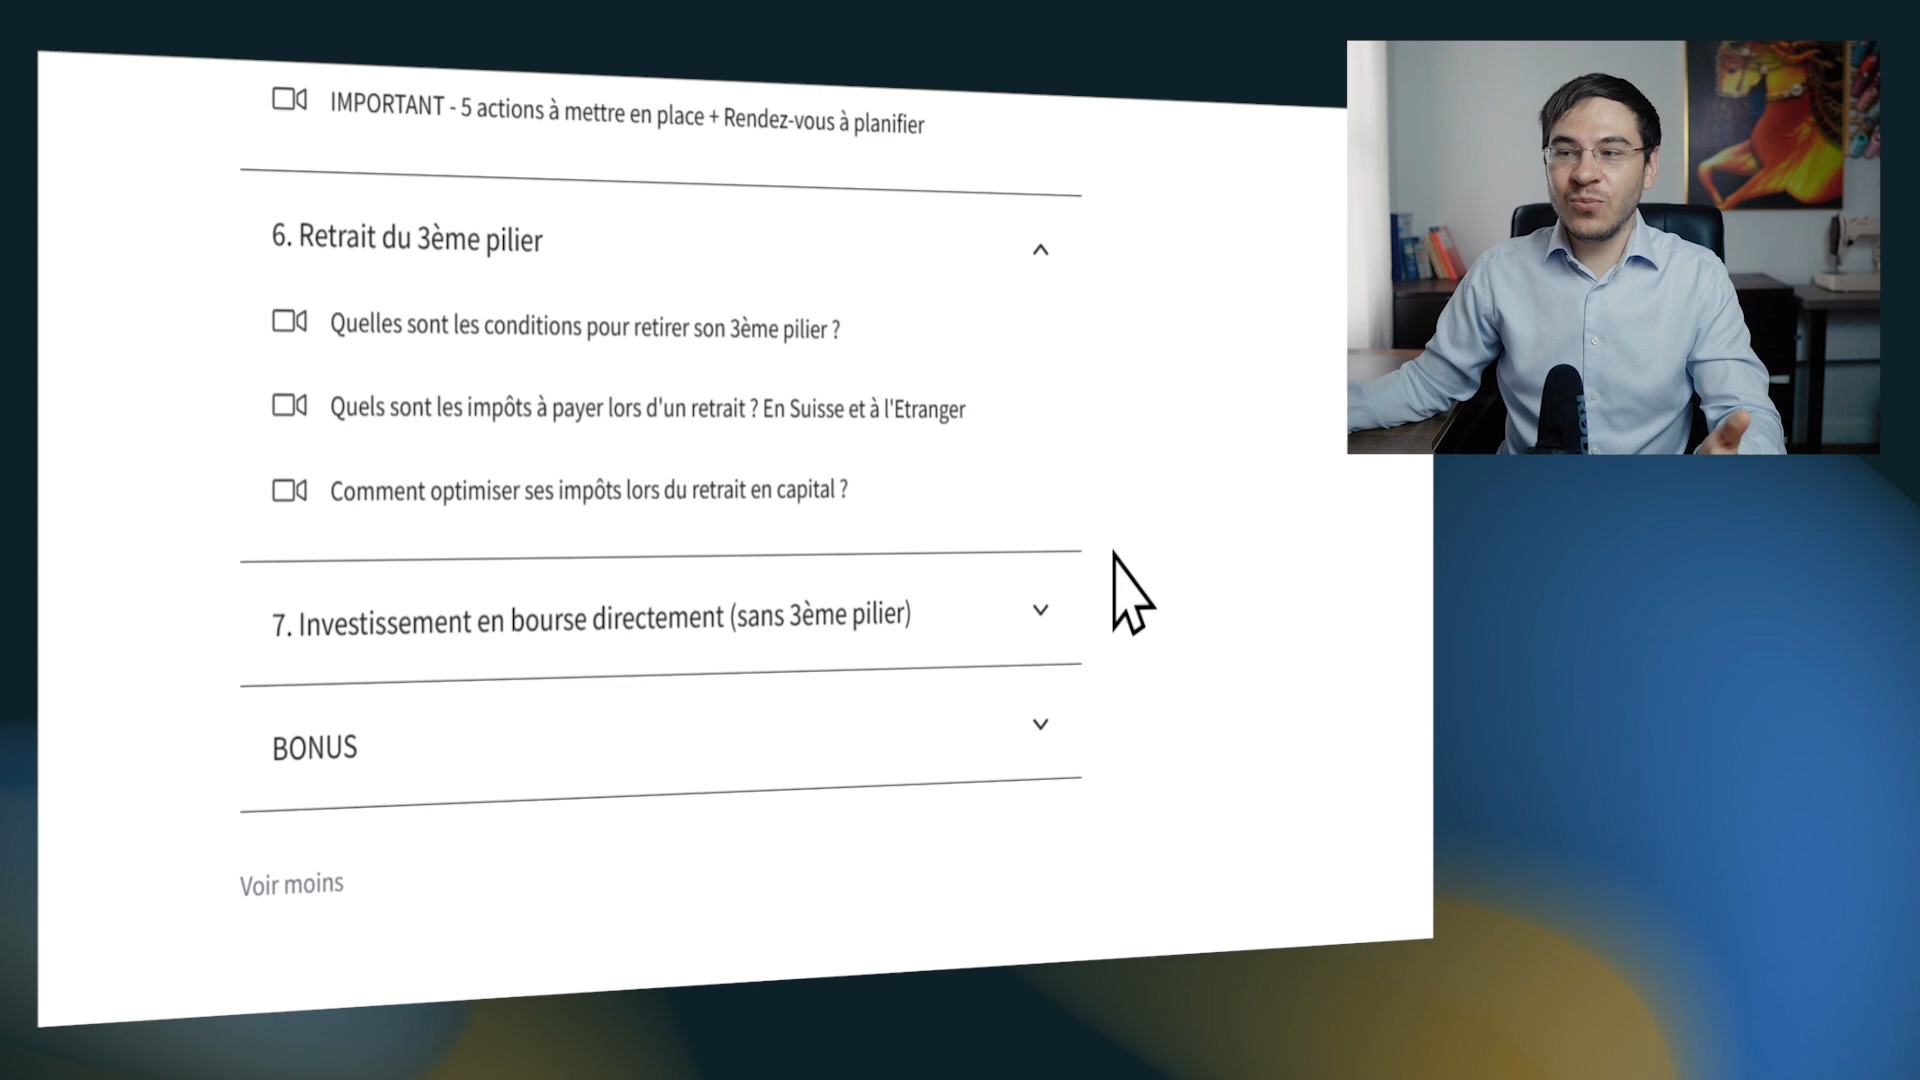 IMPORTANT - 5 actions à mettre en place + Rendez-vous à planifier
6. Retrait du 3ème pilier
Quelles sont les conditions pour retirer son 3ème pilier ?
Quels sont les impôts à payer lors d'un retrait ? En Suisse et à l'Etranger
Comment optimiser ses impôts lors du retrait en capital ?
7. Investissement en bourse directement (sans 3ème pilier)
BONUS
Voir moins